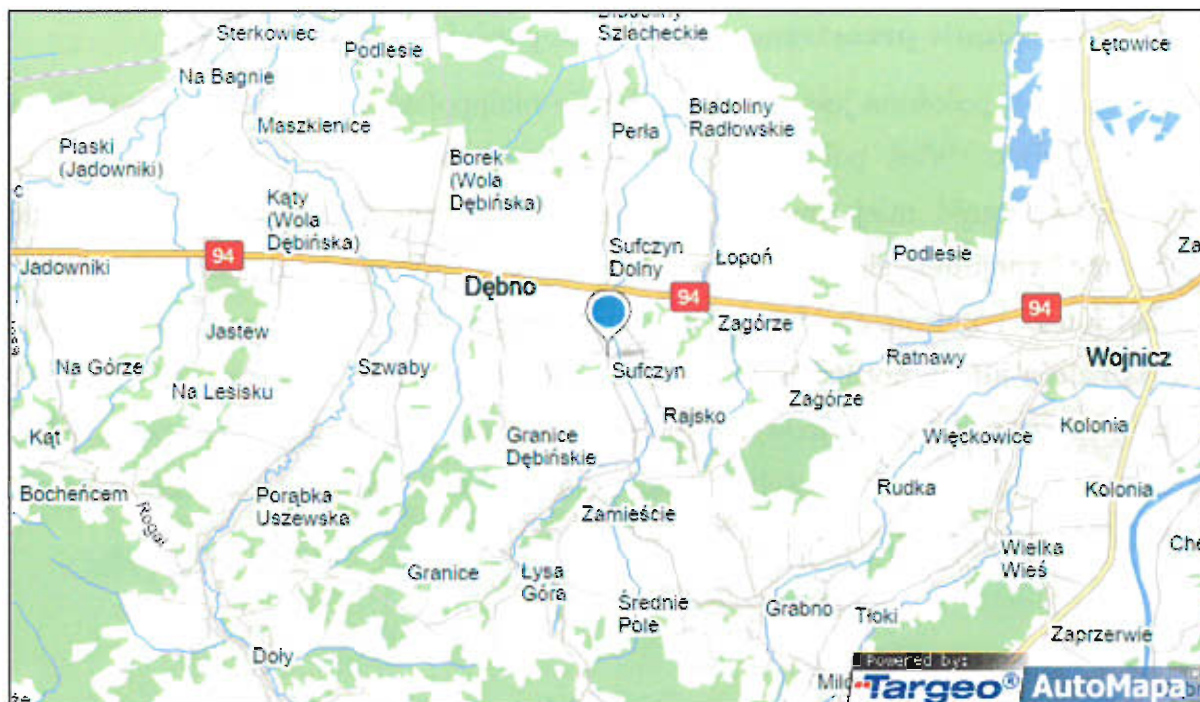 Szlacheckie
Sterkowiec
Podlesie
Łętowice
Na Bagnie
Maszkienice
Perła
Biadoliny
Radłowskie
Piaski
(Jadowniki)
Borek
(Wola
Dębińska)
Kąty
(Wola
Dębińska)
Sufczyn
Dolny
Łopoń
Podlesie
Za
94
Jadowniki
Dębno
94
94
Zagórze
Jastew
Ratnawy
Wojnicz
Na Górze
Szwaby
Sufczyn
Na Lesisku
Zagórze
Rajsko
Kolonia
Kąt
Granice
Dębińskie
Więckowice
Bocheńcem
Porąbka
Uszewska
Rudka
Kolonia
Zamieście
Wielka
Wieś
Granice
Łysa
Góra
Średnie
Pole
Grabno
Tłoki
Zaprzerwie
Doły
Powered by:
Targeo® AutoMapa